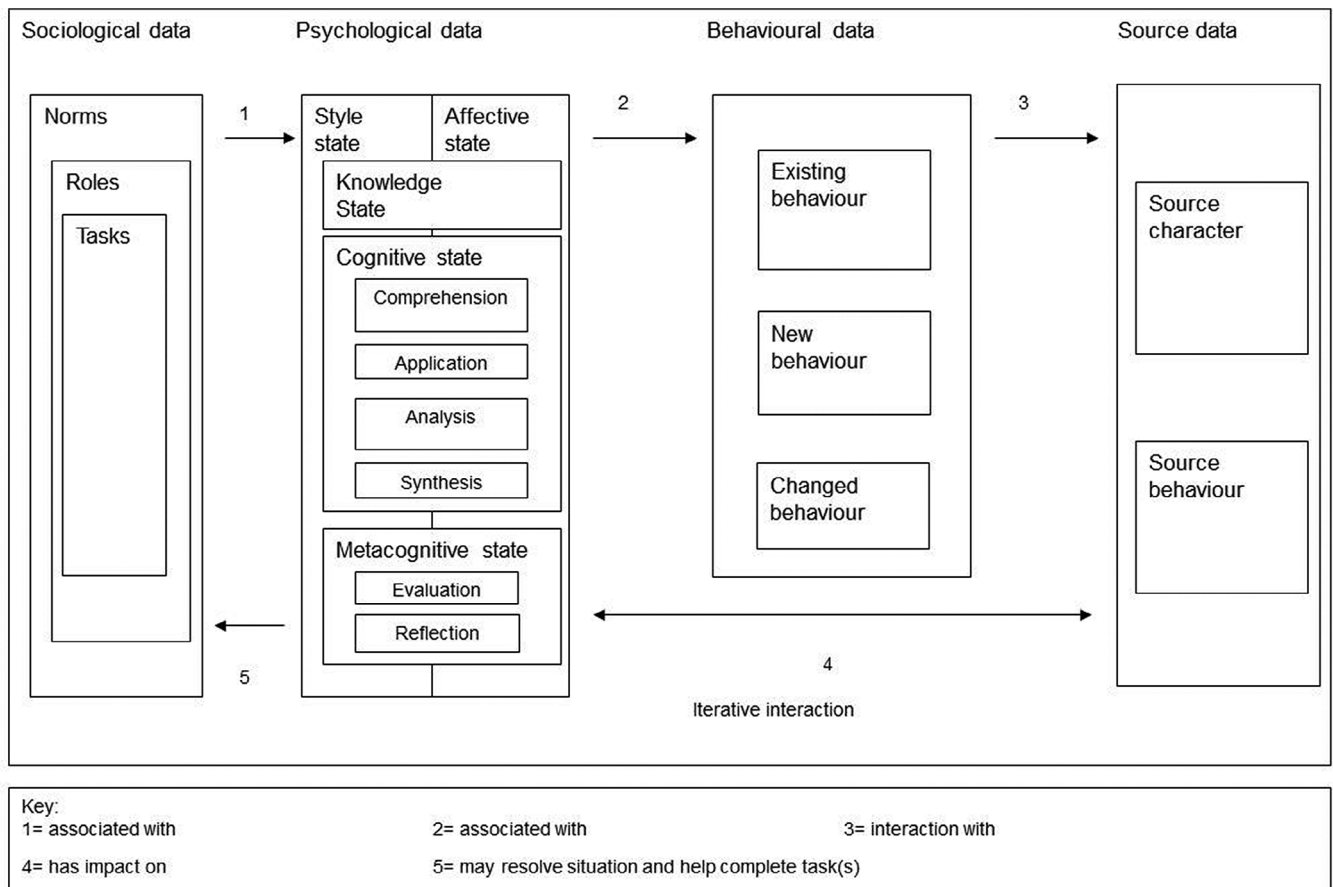 Sociological data
Psychological data
Behavioural data
Source data
Norms
Roles
Tasks
1
Style
state
Affective
state
Knowledge
State
Cognitive state
Comprehension
Application
Analysis
Synthesis
Metacognitive state
Evaluation
Reflection
2
Existing
behaviour
New
behaviour
Changed
behaviour
3
Source
character
Source
behaviour
5
4
Iterative interaction
Key:
1= associated with
2= associated with
3= interaction with
4= has impact on
5= may resolve situation and help complete task(s)